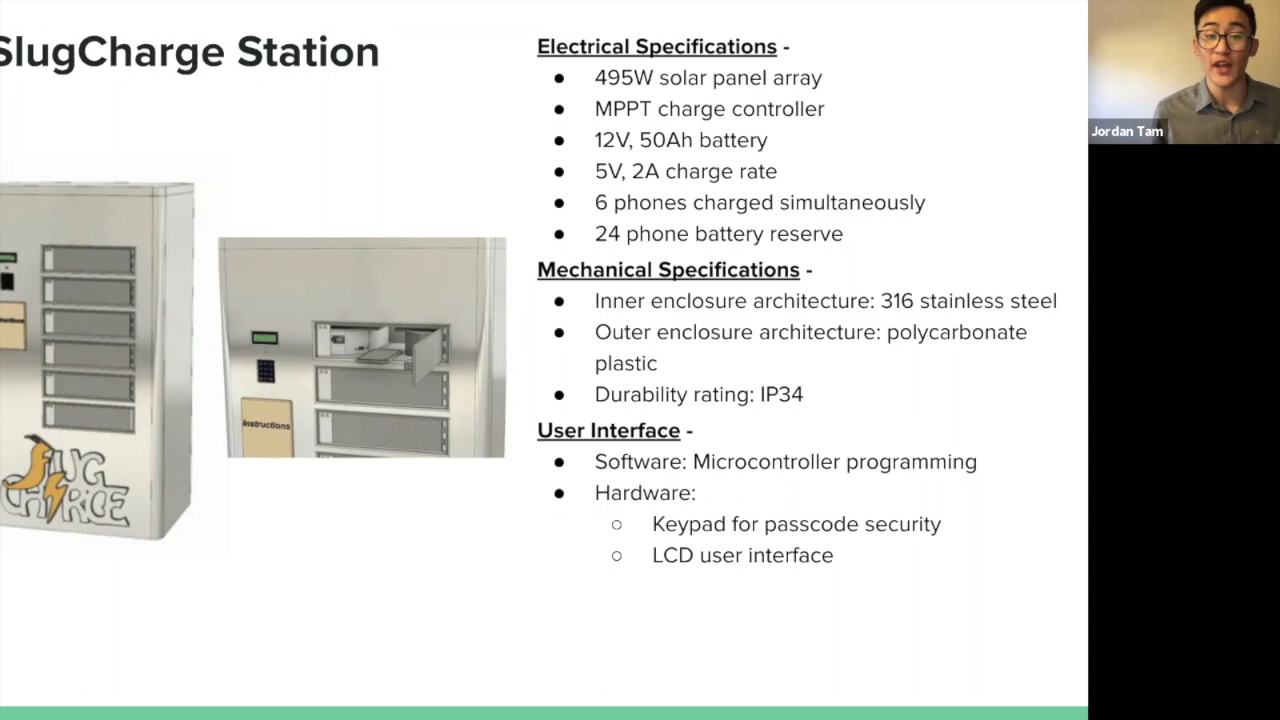 SlugCharge Station
Electrical Specifications -
● 495W solar panel array
● MPPT charge controller
● 12V, 50Ah battery
● 5V, 2A charge rate
● 6 phones charged simultaneously
● 24 phone battery reserve
Mechanical Specifications -
● Inner enclosure architecture: 316 stainless steel
● Outer enclosure architecture: polycarbonate
plastic
● Durability rating: IP34
User Interface -
● Software: Microcontroller programming
● Hardware:
○ Keypad for passcode security
○ LCD user interface
Instructions
SLUG
CHARGE
Jordan Tam